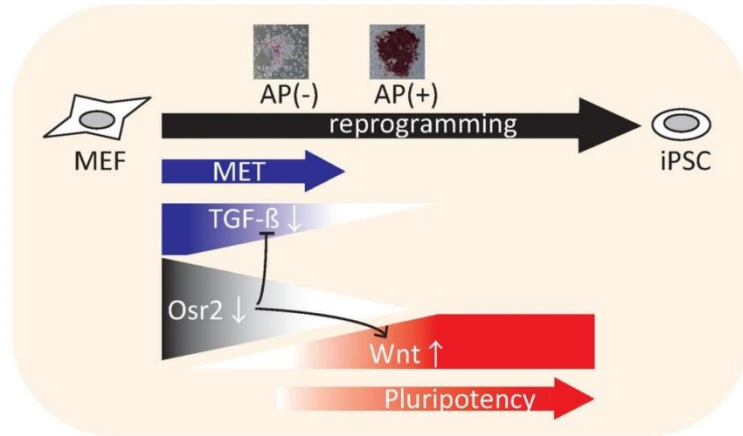 AP(-)
AP(+)
reprogramming
MEF
iPSC
MET
TGF-ß ↓
Osr2 ↓
Wnt ↑
Pluripotency